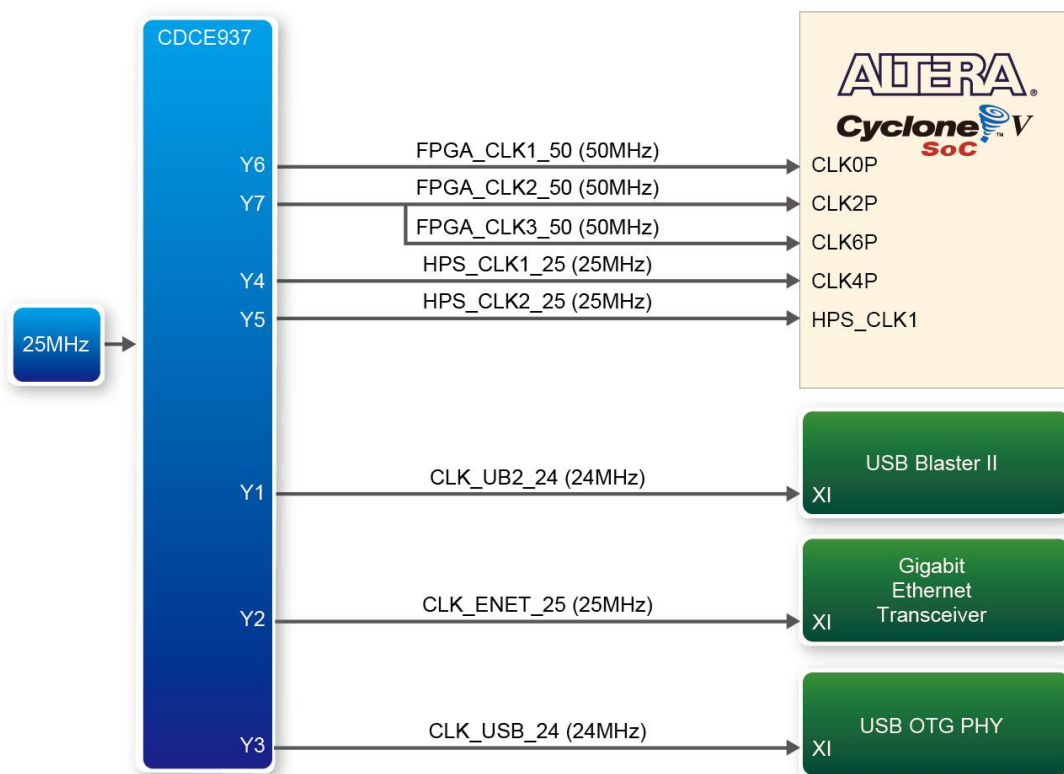 CDCE937
ALTERA®
Cyclone™ V
SoC
Y6
FPGA_CLK1_50 (50MHz)
CLK0P
Y7
FPGA_CLK2_50 (50MHz)
CLK2P
FPGA_CLK3_50 (50MHz)
CLK6P
Y4
HPS_CLK1_25 (25MHz)
CLK4P
Y5
HPS_CLK2_25 (25MHz)
HPS_CLK1
25MHz
Y1
CLK_UB2_24 (24MHz)
USB Blaster II
XI
Y2
CLK_ENET_25 (25MHz)
Gigabit
Ethernet
Transceiver
XI
Y3
CLK_USB_24 (24MHz)
USB OTG PHY
XI